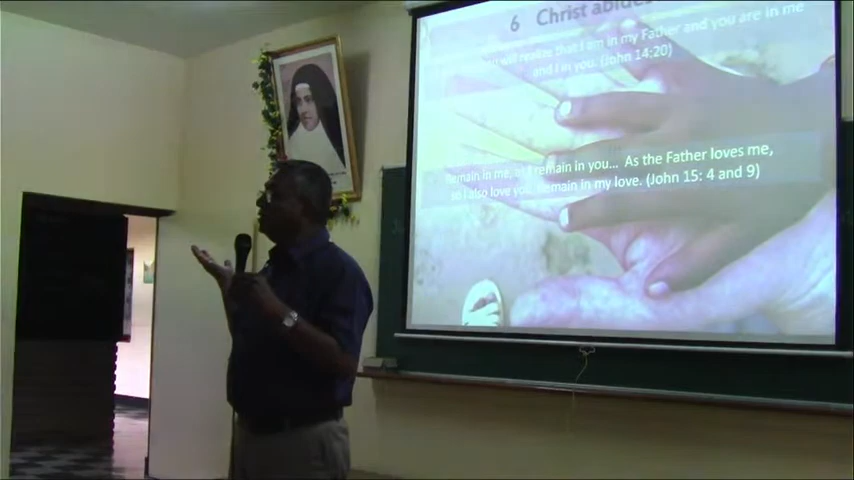 6 Christ abides
will realize that I am in my Father and you are in me
and I in you. (John 14:20)
Remain in me, as I remain in you... As the Father loves me,
so I also love you. Remain in my love. (John 15: 4 and 9)